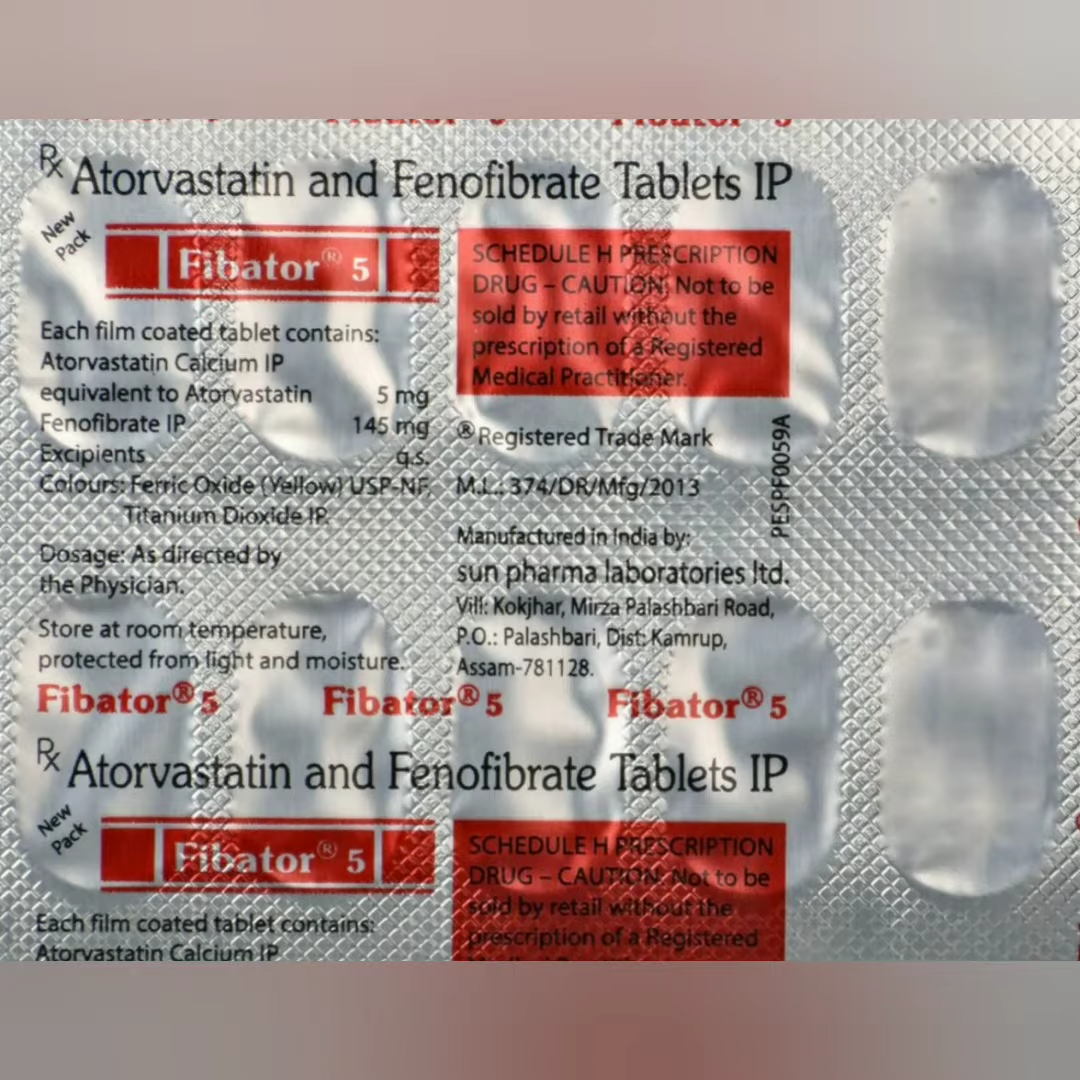 Rx Atorvastatin and Fenofibrate Tablets IP
New Pack
Fibator® 5
Each film coated tablet contains:
Atorvastatin Calcium IP
equivalent to Atorvastatin 5 mg
Fenofibrate IP 145 mg
Excipients q.s.
Colours: Ferric Oxide (Yellow) USP-NF,
Titanium Dioxide IP.
Dosage: As directed by
the Physician.
Store at room temperature,
protected from light and moisture.
SCHEDULE H PRESCRIPTION
DRUG – CAUTION: Not to be
sold by retail without the
prescription of a Registered
Medical Practitioner.
® Registered Trade Mark
M.L.: 374/DR/Mfg/2013
Manufactured in India by:
sun pharma laboratories ltd.
Vill: Kokjhar, Mirza Palashbari Road,
P.O.: Palashbari, Dist: Kamrup,
Assam-781128.
PESPF0059A
Fibator® 5 Fibator® 5 Fibator® 5
Rx Atorvastatin and Fenofibrate Tablets IP
New Pack
Fibator® 5
Each film coated tablet contains:
Atorvastatin Calcium IP
SCHEDULE H PRESCRIPTION
DRUG – CAUTION: Not to be
sold by retail without the
prescription of a Registered